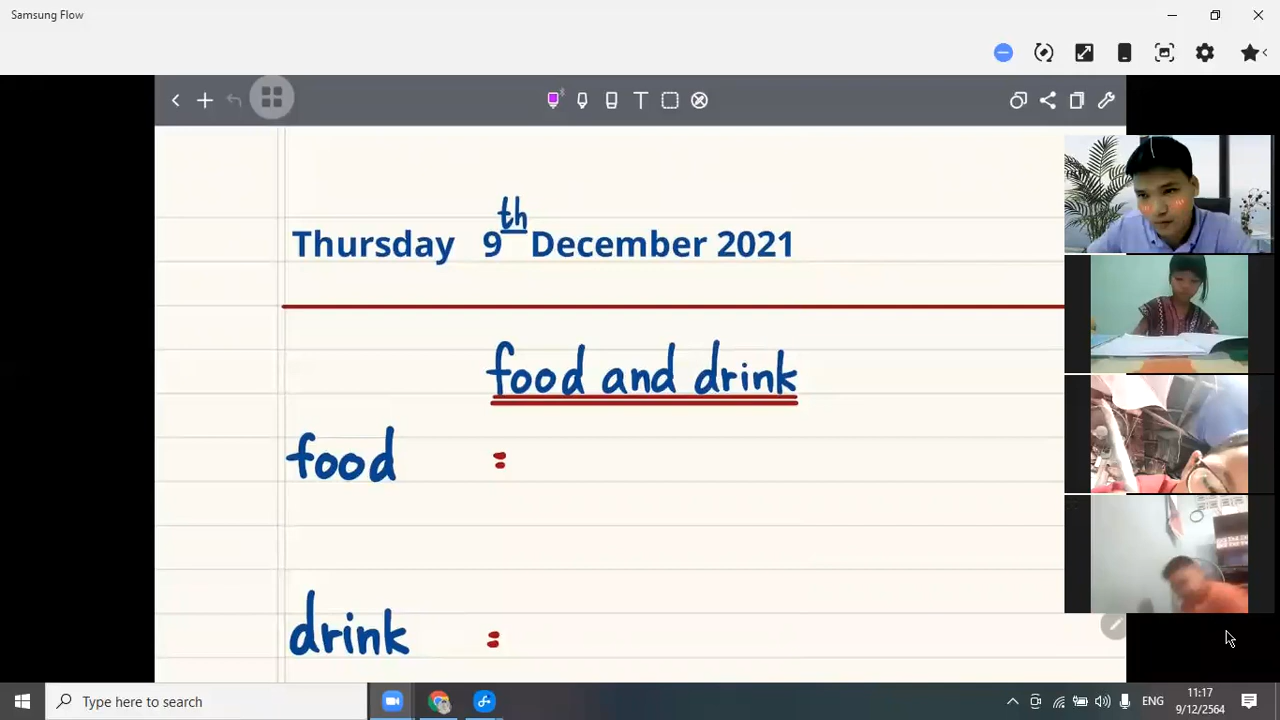 Samsung Flow
T
Thursday 9th December 2021
food and drink
food :
drink :
Type here to search
ENG
11:17
9/12/2564